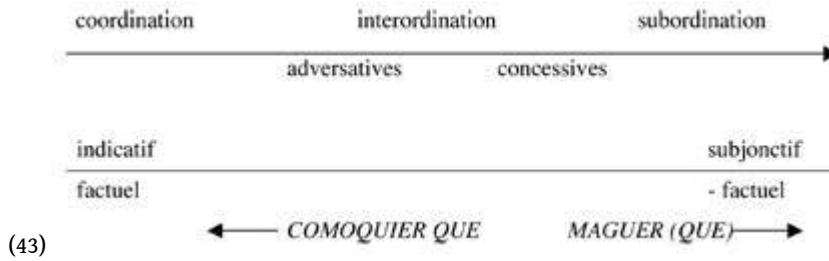 coordination interordination subordination
adversatives concessives
indicatif subjonctif
factuel - factuel
(43) COMOQUIER QUE MAGUER (QUE)